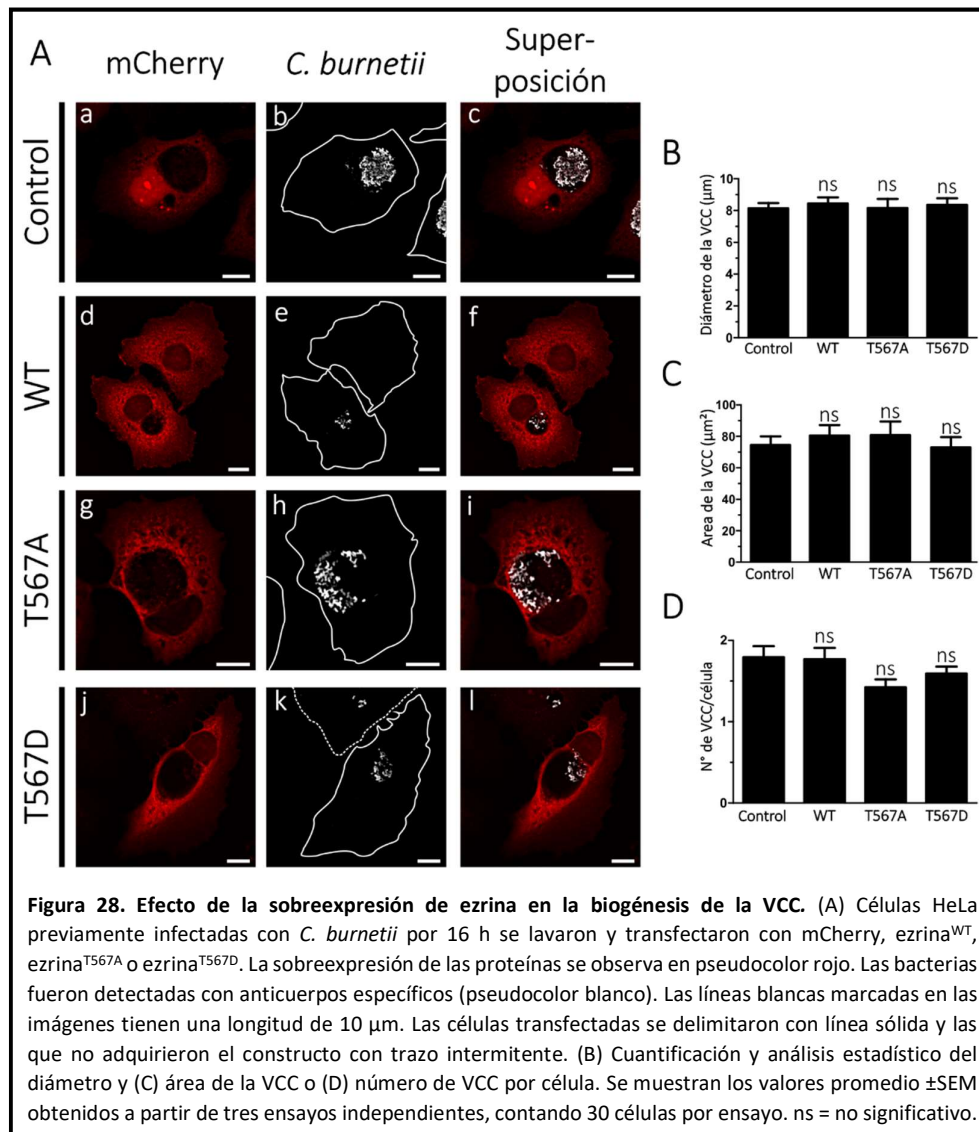 A
mCherry
C. burnetii
Super-
posición
Control
a
b
c
WT
d
e
f
T567A
g
h
i
T567D
j
k
l
B
Diámetro de la VCC (µm)
10
8
6
4
2
0
ns
ns
ns
Control
WT
T567A
T567D
C
Area de la VCC (µm²)
100
80
60
40
20
0
ns
ns
ns
Control
WT
T567A
T567D
D
N° de VCC/célula
2
1
0
ns
ns
ns
Control
WT
T567A
T567D
Figura 28. Efecto de la sobreexpresión de ezrina en la biogénesis de la VCC. (A) Células HeLa
previamente infectadas con C. burnetii por 16 h se lavaron y transfectaron con mCherry, ezrinaᵂᵀ,
ezrinaᵀ⁵⁶⁷ᴬ o ezrinaᵀ⁵⁶⁷ᴰ. La sobreexpresión de las proteínas se observa en pseudocolor rojo. Las bacterias
fueron detectadas con anticuerpos específicos (pseudocolor blanco). Las líneas blancas marcadas en las
imágenes tienen una longitud de 10 µm. Las células transfectadas se delimitaron con línea sólida y las
que no adquirieron el constructo con trazo intermitente. (B) Cuantificación y análisis estadístico del
diámetro y (C) área de la VCC o (D) número de VCC por célula. Se muestran los valores promedio ±SEM
obtenidos a partir de tres ensayos independientes, contando 30 células por ensayo. ns = no significativo.